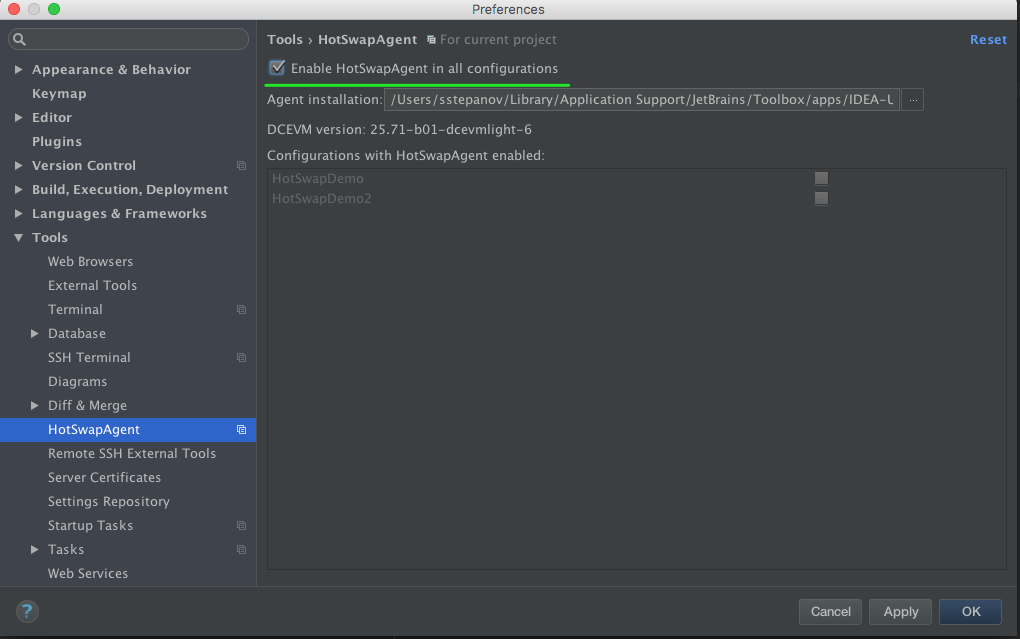 Preferences
Tools › HotSwapAgent For current project Reset
Enable HotSwapAgent in all configurations
Agent installation: /Users/sstepanov/Library/Application Support/JetBrains/Toolbox/apps/IDEA-U ...
DCEVM version: 25.71-b01-dcevmlight-6
Configurations with HotSwapAgent enabled:
HotSwapDemo
HotSwapDemo2
Appearance & Behavior
Keymap
Editor
Plugins
Version Control
Build, Execution, Deployment
Languages & Frameworks
Tools
Web Browsers
External Tools
Terminal
Database
SSH Terminal
Diagrams
Diff & Merge
HotSwapAgent
Remote SSH External Tools
Server Certificates
Settings Repository
Startup Tasks
Tasks
Web Services
? Cancel Apply OK